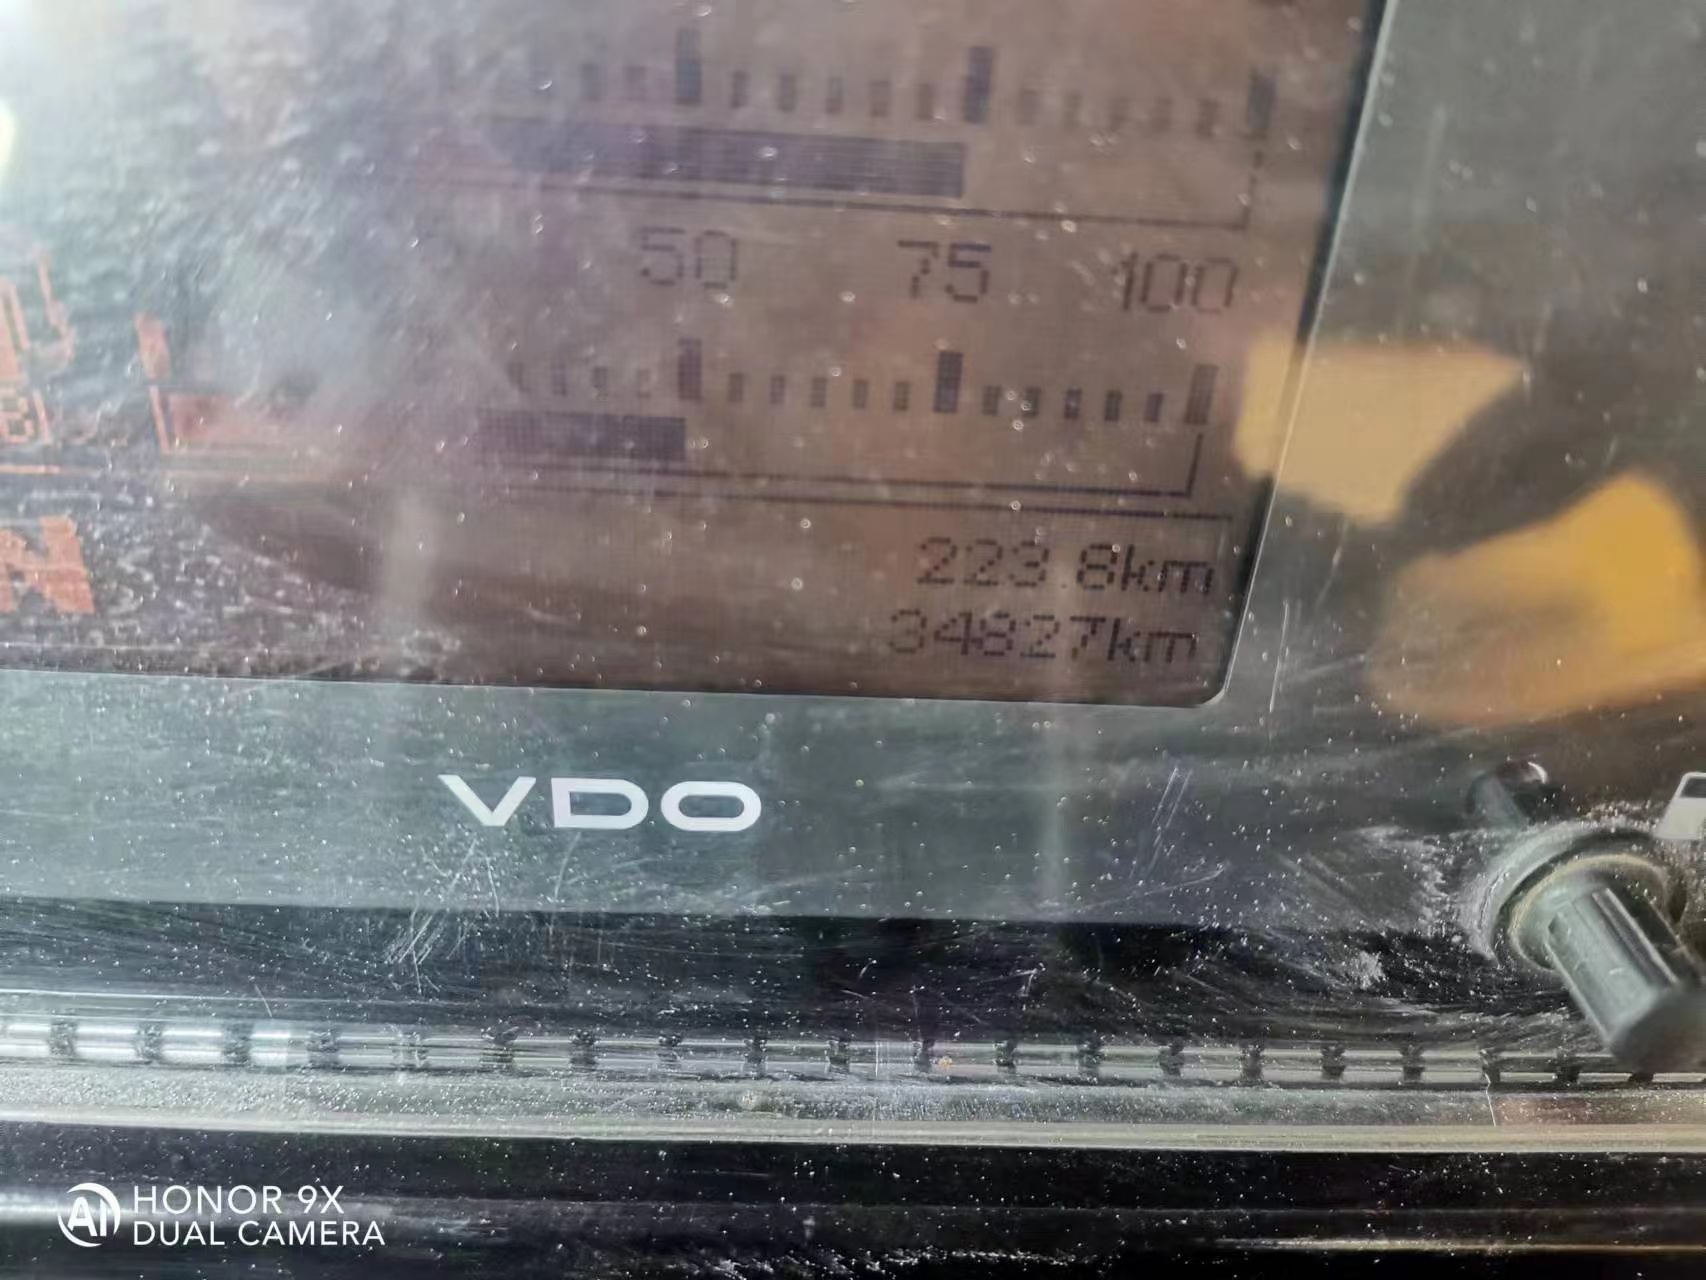 50 75 100
N
223.8km
34827km
VDO
HONOR 9X
DUAL CAMERA